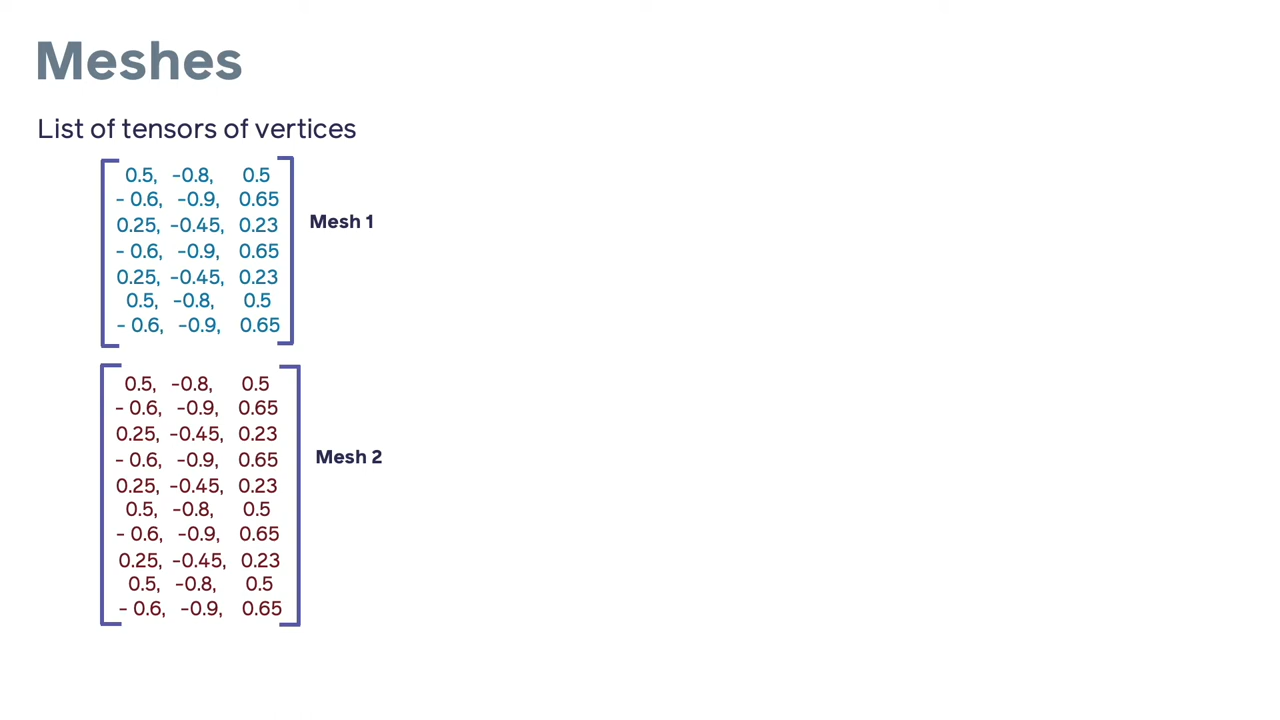 Meshes
List of tensors of vertices
0.5, -0.8, 0.5
- 0.6, -0.9, 0.65
0.25, -0.45, 0.23
- 0.6, -0.9, 0.65
0.25, -0.45, 0.23
0.5, -0.8, 0.5
- 0.6, -0.9, 0.65
Mesh 1
0.5, -0.8, 0.5
- 0.6, -0.9, 0.65
0.25, -0.45, 0.23
- 0.6, -0.9, 0.65
0.25, -0.45, 0.23
0.5, -0.8, 0.5
- 0.6, -0.9, 0.65
0.25, -0.45, 0.23
0.5, -0.8, 0.5
- 0.6, -0.9, 0.65
Mesh 2